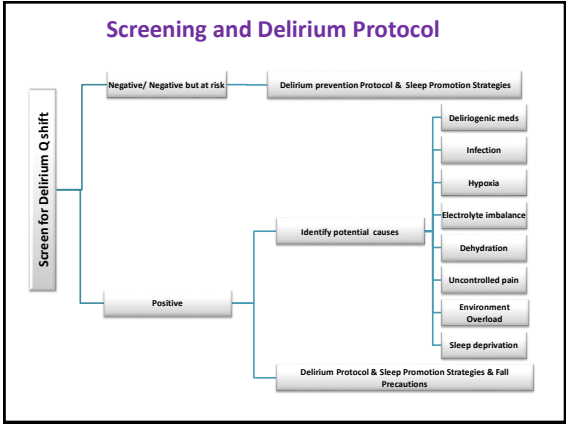 Screening and Delirium Protocol
Screen for Delirium Q shift
Negative/ Negative but at risk
Delirium prevention Protocol & Sleep Promotion Strategies
Positive
Identify potential causes
Deliriogenic meds
Infection
Hypoxia
Electrolyte imbalance
Dehydration
Uncontrolled pain
Environment
Overload
Sleep deprivation
Delirium Protocol & Sleep Promotion Strategies & Fall
Precautions